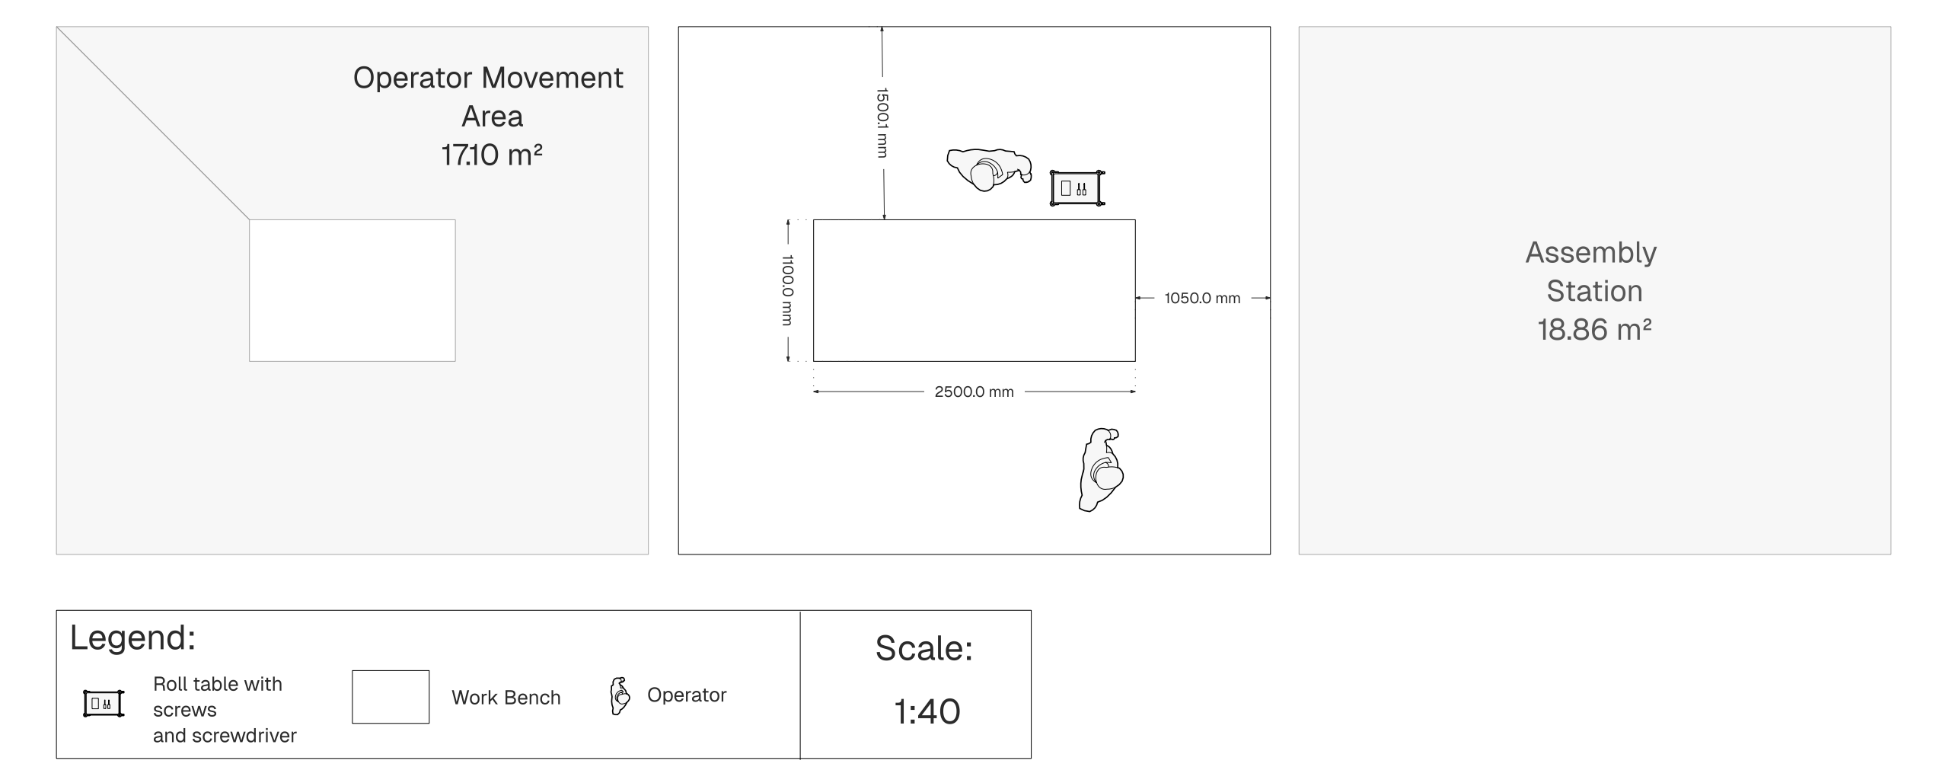 Operator Movement
Area
17.10 m²
1500.1 mm
1100.0 mm
1050.0 mm
2500.0 mm
Assembly
Station
18.86 m²
Legend:
Roll table with
screws
and screwdriver
Work Bench
Operator
Scale:
1:40